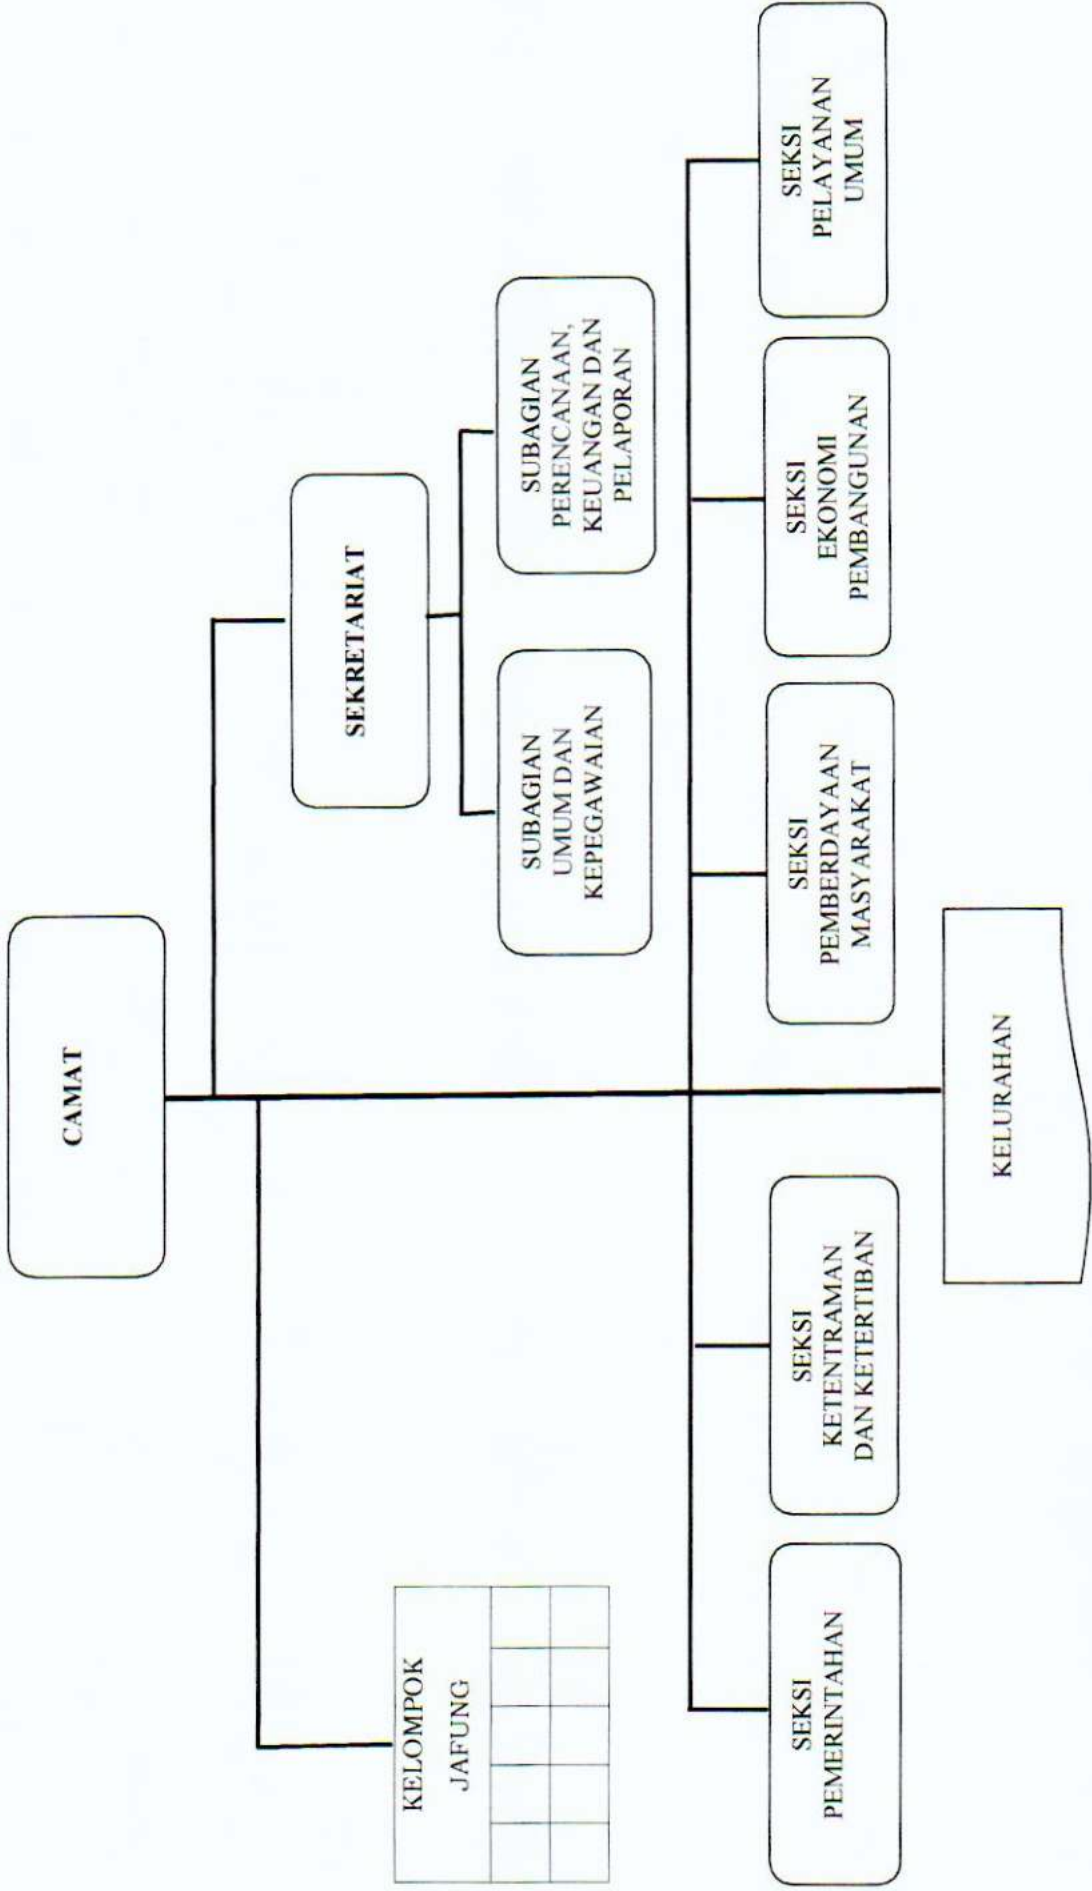 CAMAT
SEKRETARIAT
KELOMPOK
JAFUNG
SUBAGIAN
UMUM DAN
KEPEGAWAIAN
SUBAGIAN
PERENCANAAN,
KEUANGAN DAN
PELAPORAN
SEKSI
PEMERINTAHAN
SEKSI
KETENTRAMAN
DAN KETERTIBAN
SEKSI
PEMBERDAYAAN
MASYARAKAT
SEKSI
EKONOMI
PEMBANGUNAN
SEKSI
PELAYANAN
UMUM
KELURAHAN